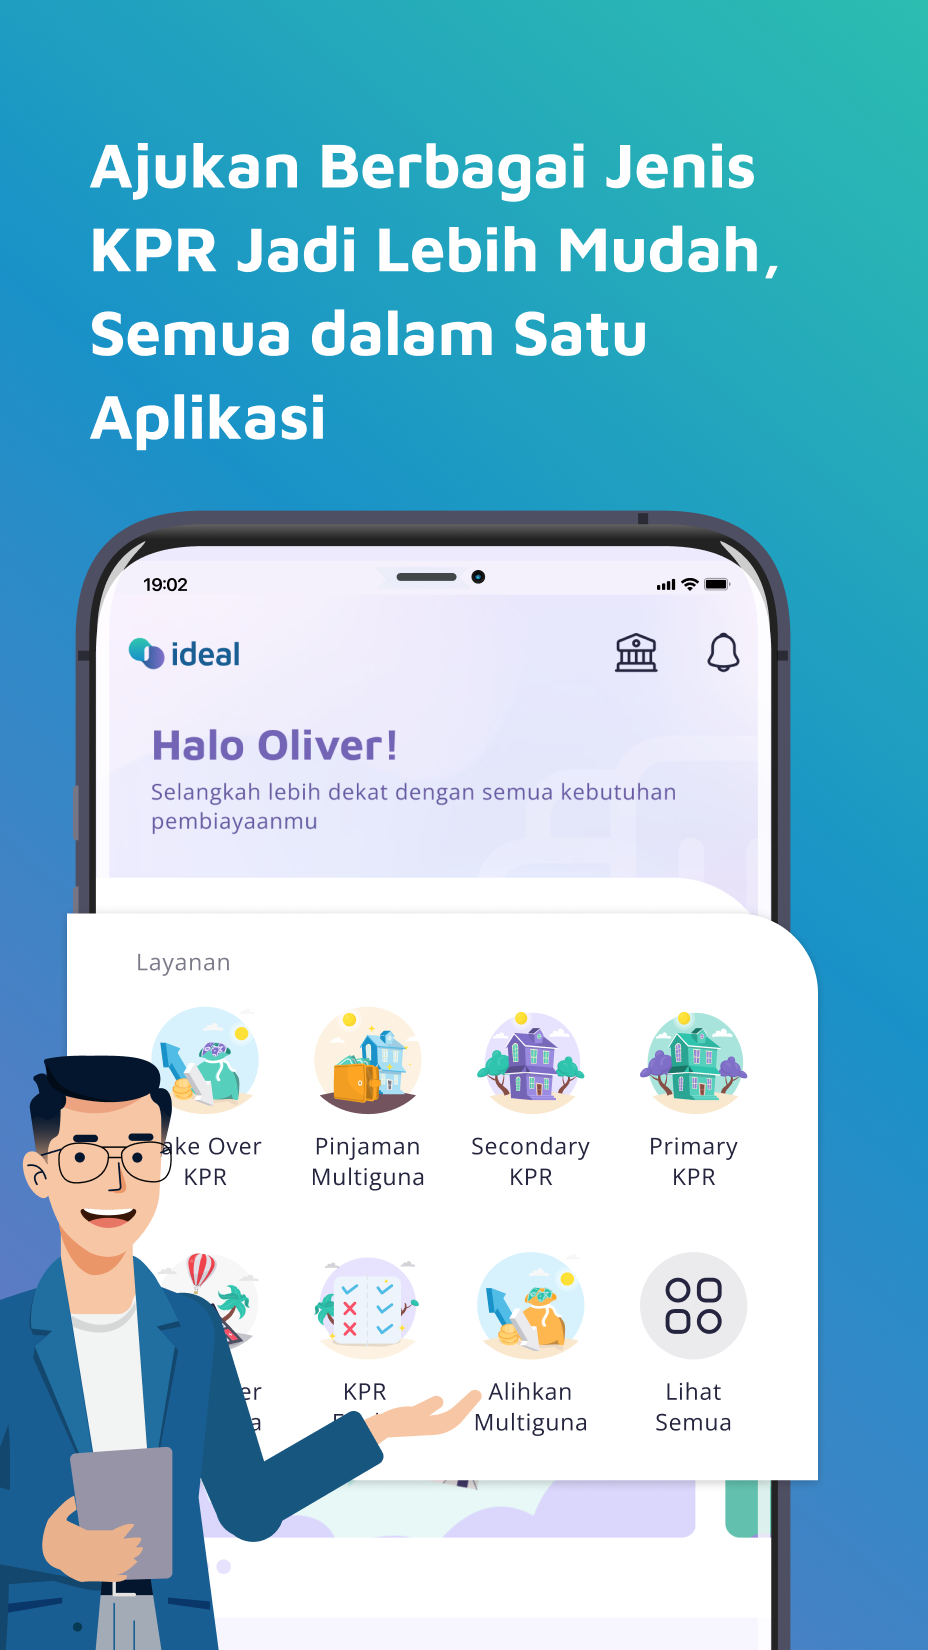 Ajukan Berbagai Jenis
KPR Jadi Lebih Mudah,
Semua dalam Satu
Aplikasi
19:02
ideal
Halo Oliver!
Selangkah lebih dekat dengan semua kebutuhan
pembiayaanmu
Layanan
Over
KPR
Pinjaman
Multiguna
Secondary
KPR
Primary
KPR
KPR
Alihkan
Multiguna
Lihat
Semua